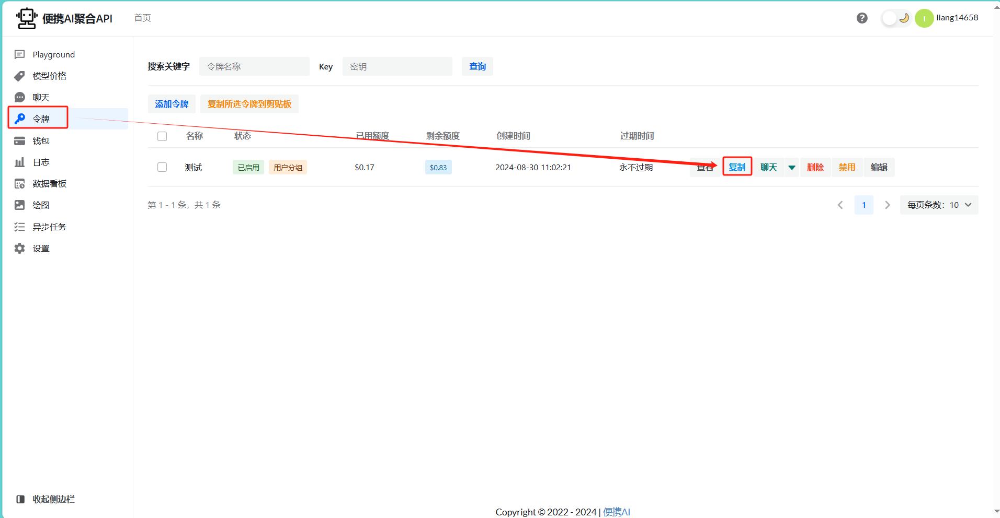 便携AI聚合API
首页
liang14658
Playground
模型价格
聊天
令牌
钱包
日志
数据看板
绘图
异步任务
设置
收起侧边栏
搜索关键字 令牌名称 Key 密钥 查询
添加令牌 复制所选令牌到剪贴板
名称 状态 已用额度 剩余额度 创建时间 过期时间
测试 已启用 用户分组 $0.17 $0.83 2024-08-30 11:02:21 永不过期 查看 复制 聊天 删除 禁用 编辑
第 1 - 1 条，共 1 条 1 每页条数：10
Copyright © 2022 - 2024 | 便携AI